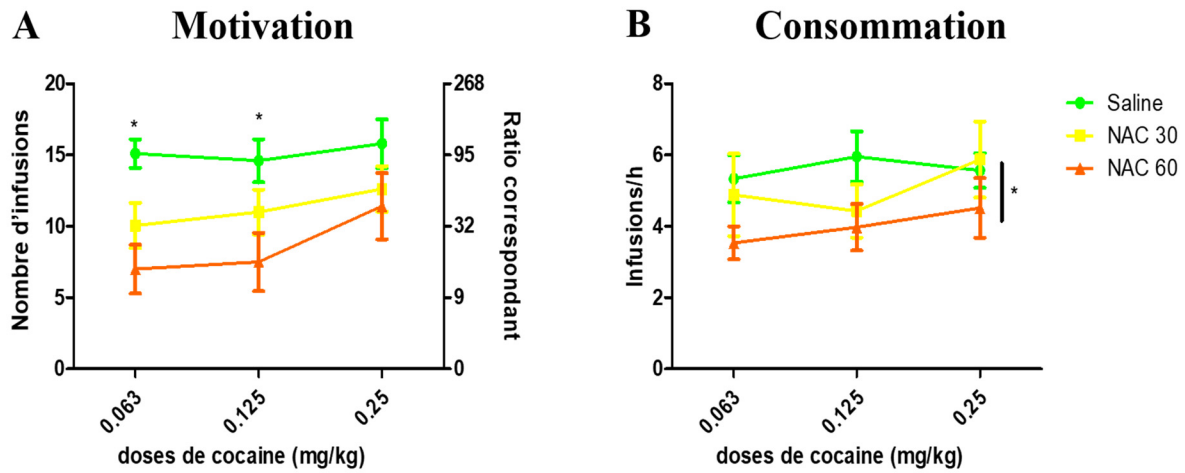 A
Motivation
20
15
10
5
0
Nombre d'infusions
*
*
268
95
32
9
0
Ratio correspondant
0.063
0.125
0.25
doses de cocaine (mg/kg)
B
Consommation
8
6
4
2
0
Infusions/h
*
0.063
0.125
0.25
doses de cocaine (mg/kg)
Saline
NAC 30
NAC 60